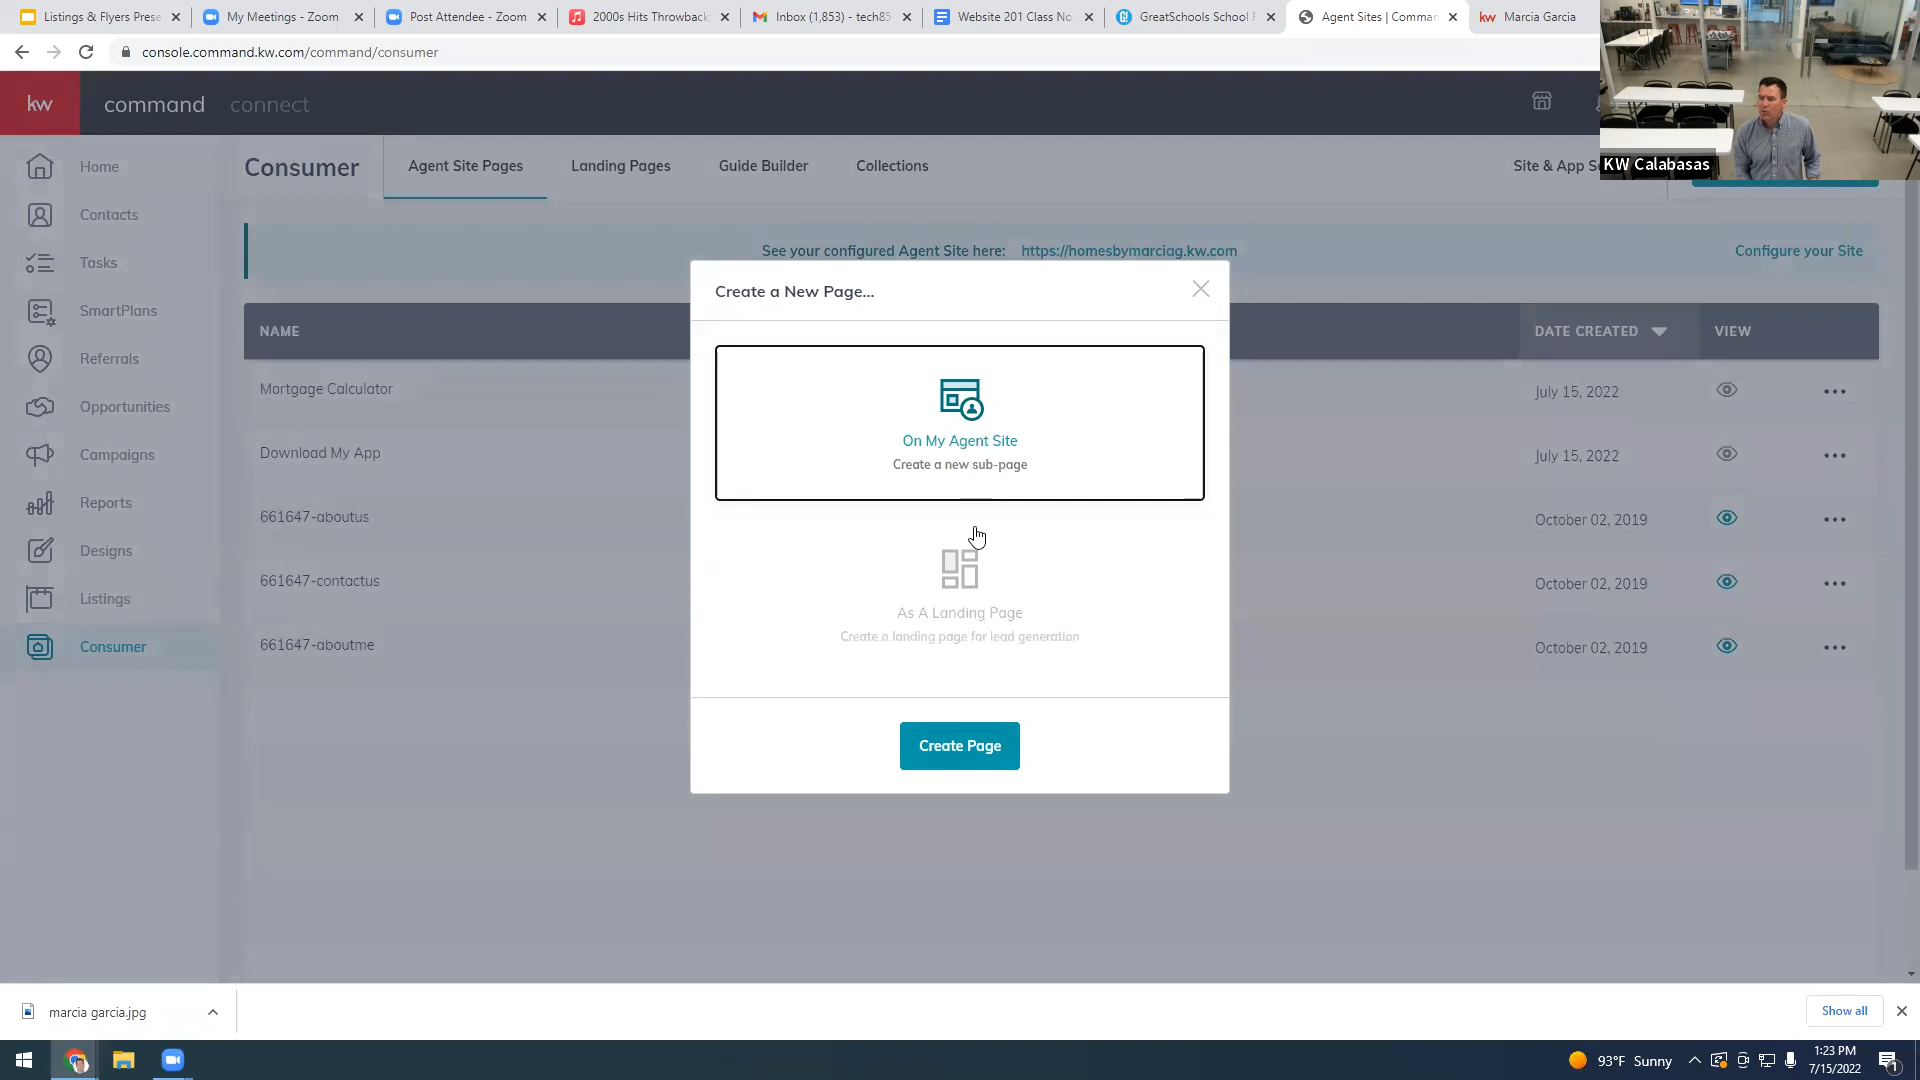 Listings & Flyers Prese
My Meetings - Zoom
Post Attendee - Zoom
2000s Hits Throwback
Inbox (1,853) - tech85
Website 201 Class No
GreatSchools School
Agent Sites | Comman
kw Marcia Garcia
console.command.kw.com/command/consumer
kw
command
connect
KW Calabasas
Home
Contacts
Tasks
SmartPlans
Referrals
Opportunities
Campaigns
Reports
Designs
Listings
Consumer
Consumer
Agent Site Pages
Landing Pages
Guide Builder
Collections
Site & App S
See your configured Agent Site here: https://homesbymarciag.kw.com
Configure your Site
NAME
DATE CREATED
VIEW
Mortgage Calculator
July 15, 2022
Download My App
July 15, 2022
661647-aboutus
October 02, 2019
661647-contactus
October 02, 2019
661647-aboutme
October 02, 2019
Create a New Page...
On My Agent Site
Create a new sub-page
As A Landing Page
Create a landing page for lead generation
Create Page
marcia garcia.jpg
Show all
93°F Sunny
1:23 PM
7/15/2022
1